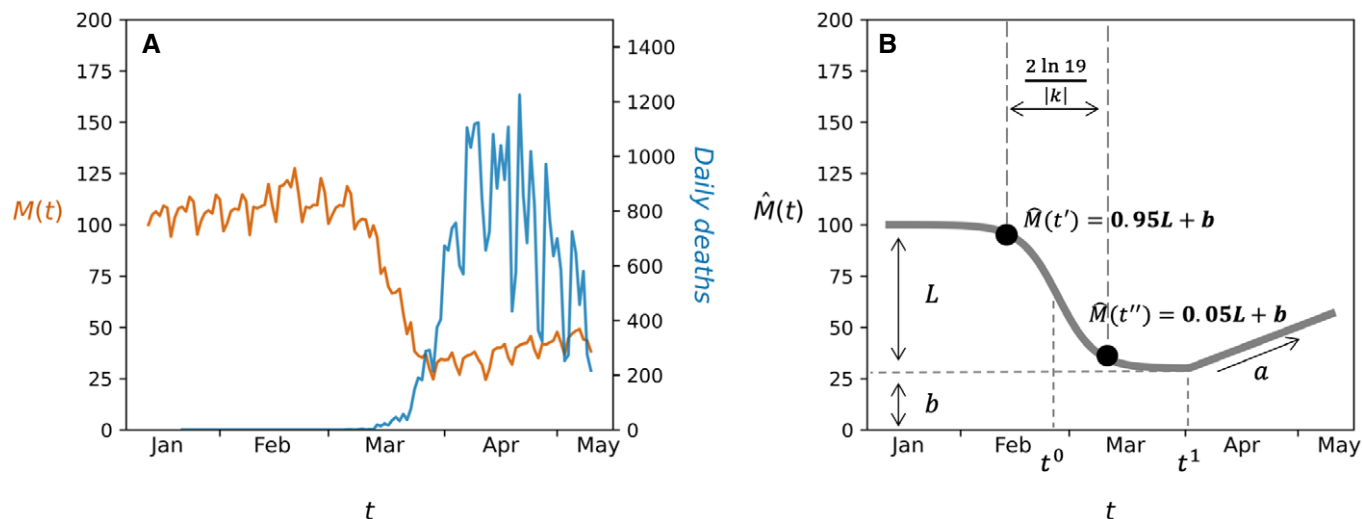 A
200
175
150
125
100
75
50
25
0
M(t)
1400
1200
1000
800
600
400
200
0
Daily deaths
Jan Feb Mar Apr May
t
B
200
175
150
125
100
75
50
25
0
M̂(t)
2 ln 19
|k|
M̂(t′) = 0.95L + b
L
M̂(t′′) = 0.05L + b
a
b
Jan Feb Mar Apr May
t⁰ t¹
t